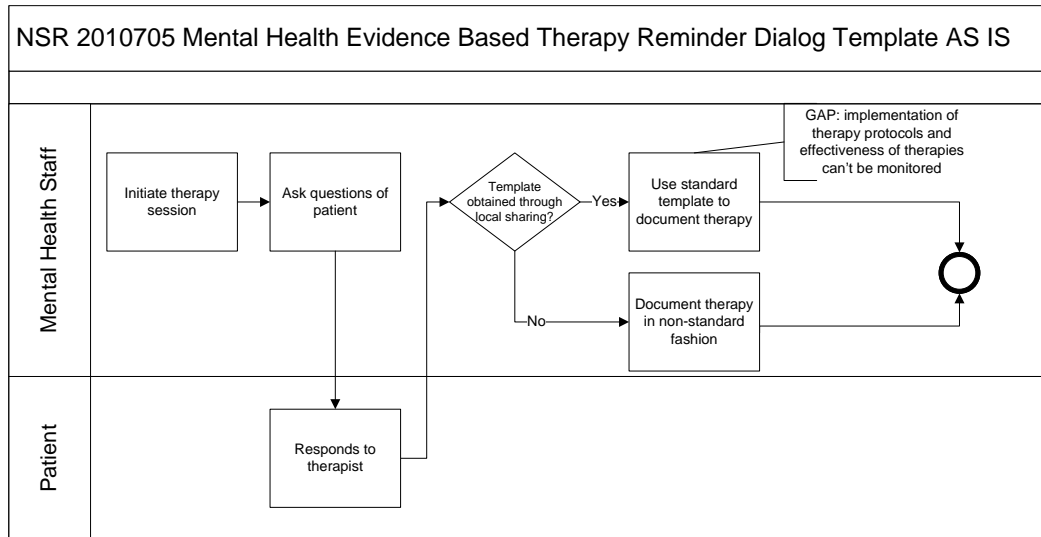 NSR 2010705 Mental Health Evidence Based Therapy Reminder Dialog Template AS IS
Mental Health Staff
Initiate therapy
session
Ask questions of
patient
Template
obtained through
local sharing?
Yes
Use standard
template to
document therapy
GAP: implementation of
therapy protocols and
effectiveness of therapies
can’t be monitored
No
Document therapy
in non-standard
fashion
Patient
Responds to
therapist